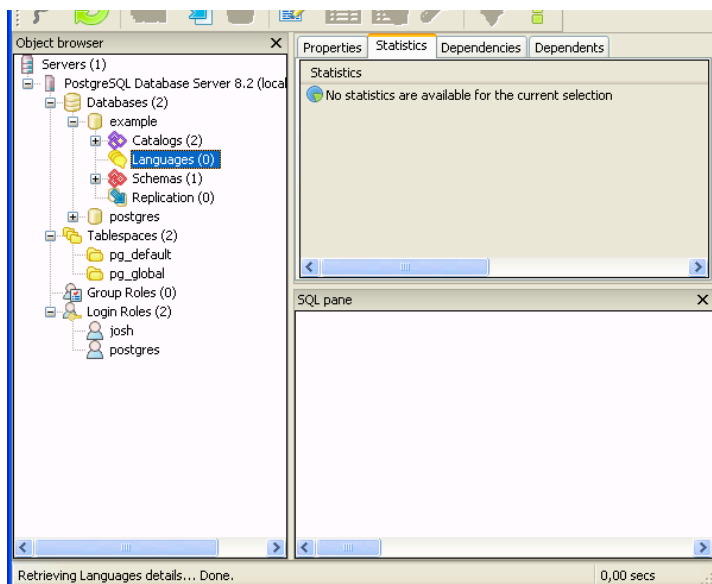 Object browser
Servers (1)
PostgreSQL Database Server 8.2 (local
Databases (2)
example
Catalogs (2)
Languages (0)
Schemas (1)
Replication (0)
postgres
Tablespaces (2)
pg_default
pg_global
Group Roles (0)
Login Roles (2)
josh
postgres
Properties Statistics Dependencies Dependents
Statistics
No statistics are available for the current selection
SQL pane
Retrieving Languages details... Done. 0,00 secs